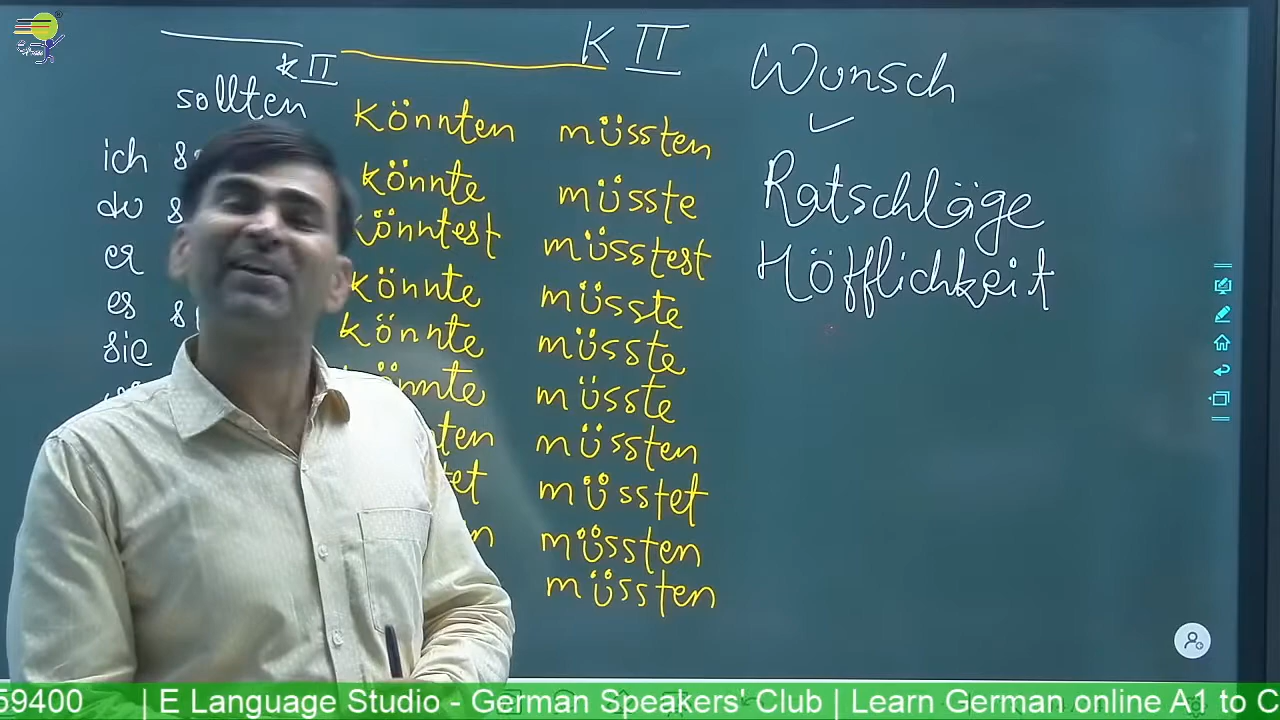 K II
K II
Wunsch
sollten könnten müssten
ich könnte müsste
du könntest müsstest
er könnte müsste
es könnte müsste
sie müsste
müssten
müsstet
müssten
müssten
Ratschläge
Höfflichkeit
59400 | E Language Studio - German Speakers' Club | Learn German online A1 to C